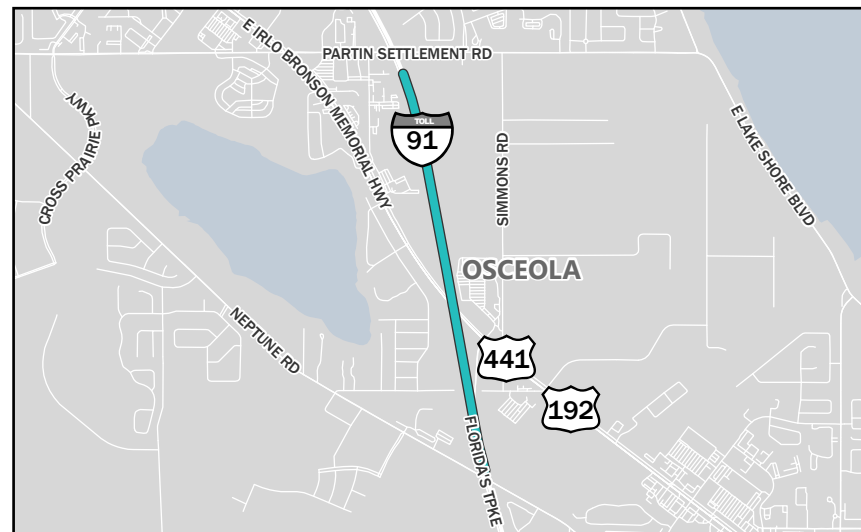 E IRLO BRONSON MEMORIAL HWY
PARTIN SETTLEMENT RD
CROSS PRAIRIE PKWY
TOLL
91
SIMMONS RD
E LAKE SHORE BLVD
OSCEOLA
NEPTUNE RD
441
192
FLORIDA'S TPKE